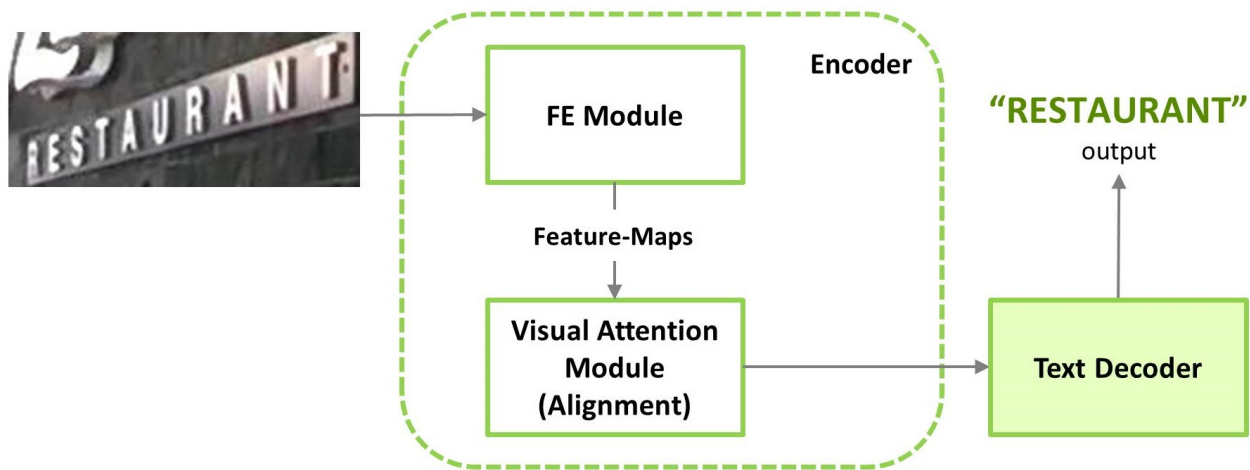 RESTAURANT
Encoder
FE Module
“RESTAURANT”
output
Feature-Maps
Visual Attention
Module
(Alignment)
Text Decoder